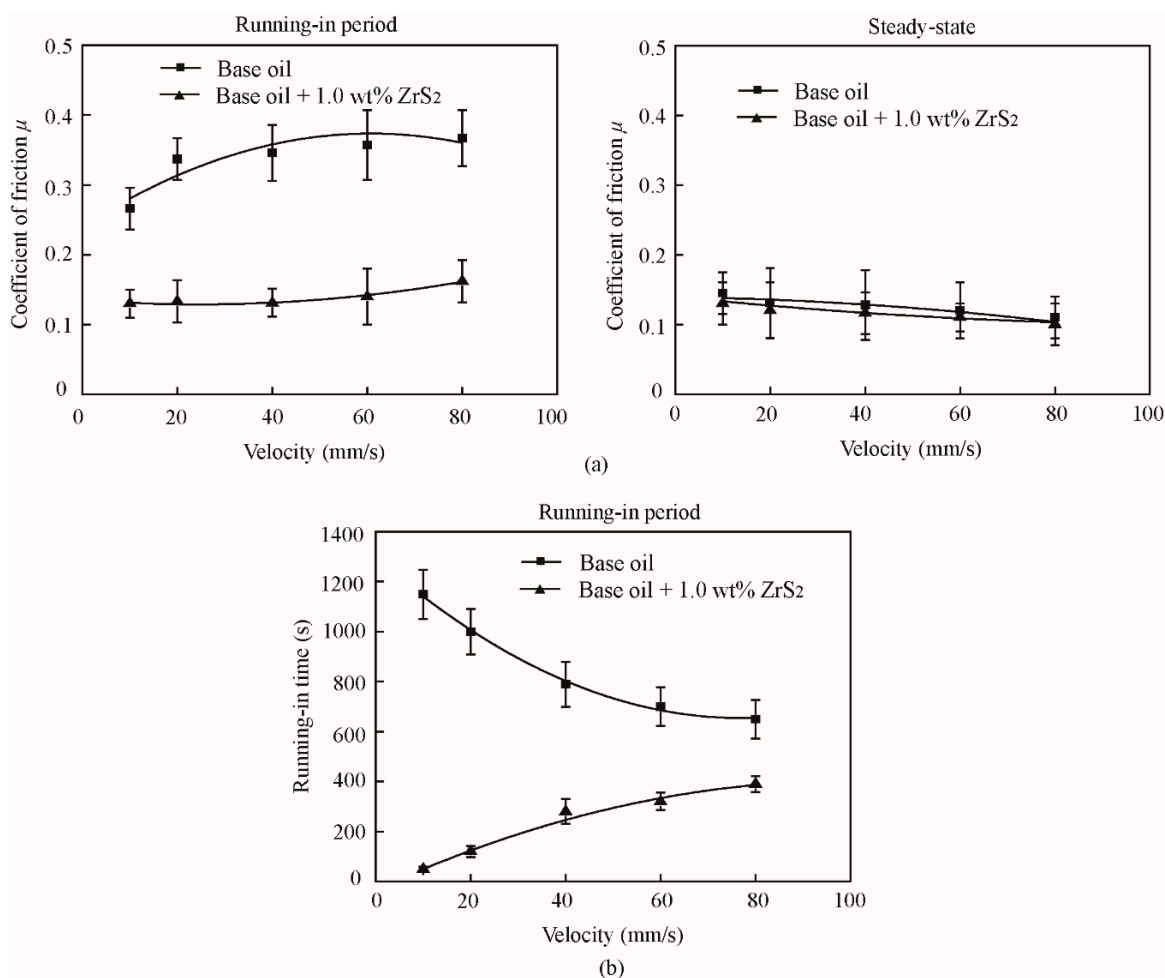 Running-in period
0.5
0.4
0.3
0.2
0.1
0
0
20
40
60
80
100
Coefficient of friction μ
Velocity (mm/s)
Base oil
Base oil + 1.0 wt% ZrS2
Steady-state
0.5
0.4
0.3
0.2
0.1
0
0
20
40
60
80
100
Coefficient of friction μ
Velocity (mm/s)
Base oil
Base oil + 1.0 wt% ZrS2
(a)
Running-in period
1400
1200
1000
800
600
400
200
0
0
20
40
60
80
100
Running-in time (s)
Velocity (mm/s)
Base oil
Base oil + 1.0 wt% ZrS2
(b)